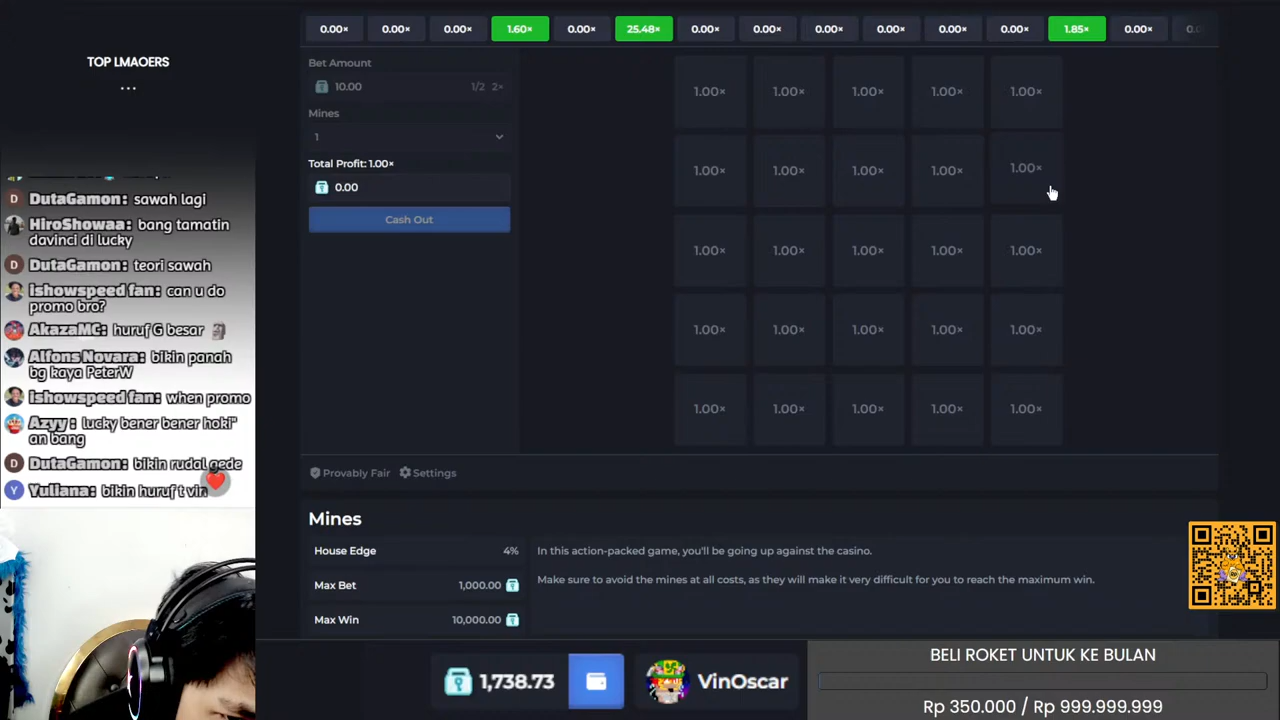 0.00× 0.00× 0.00× 1.60× 0.00× 25.48× 0.00× 0.00× 0.00× 0.00× 0.00× 0.00× 1.85× 0.00×
TOP LMAOERS
...
DutaGamon: sawah lagi
HiroShowaa: bang tamatin
davinci di lucky
DutaGamon: teori sawah
ishowspeed fan: can u do
promo bro?
AkazaMC: huruf G besar
Alfons Novara: bikin panah
bg kaya PeterW
ishowspeed fan: when promo
Azyy: lucky bener bener hoki"
an bang
DutaGamon: bikin rudal gede
Yuliana: bikin huruf t vin
Bet Amount
10.00 1/2 2×
Mines
1
Total Profit: 1.00×
0.00
Cash Out
1.00× 1.00× 1.00× 1.00× 1.00×
1.00× 1.00× 1.00× 1.00× 1.00×
1.00× 1.00× 1.00× 1.00× 1.00×
1.00× 1.00× 1.00× 1.00× 1.00×
1.00× 1.00× 1.00× 1.00× 1.00×
Provably Fair Settings
Mines
House Edge 4%
Max Bet 1,000.00
Max Win 10,000.00
In this action-packed game, you'll be going up against the casino.
Make sure to avoid the mines at all costs, as they will make it very difficult for you to reach the maximum win.
1,738.73
VinOscar
BELI ROKET UNTUK KE BULAN
Rp 350.000 / Rp 999.999.999